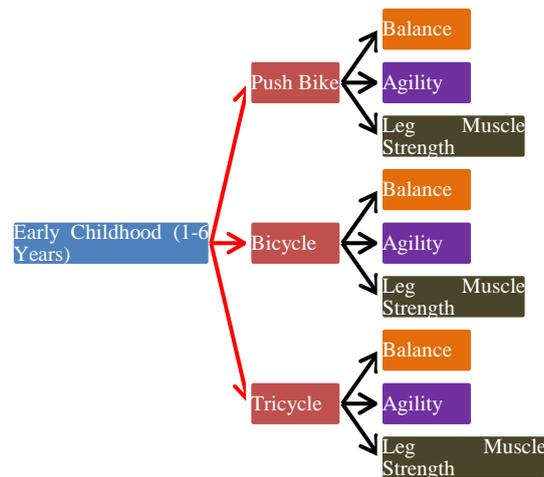 Balance
Push Bike
Agility
Leg Muscle
Strength
Balance
Early Childhood (1-6
Years)
Bicycle
Agility
Leg Muscle
Strength
Balance
Tricycle
Agility
Leg Muscle
Strength